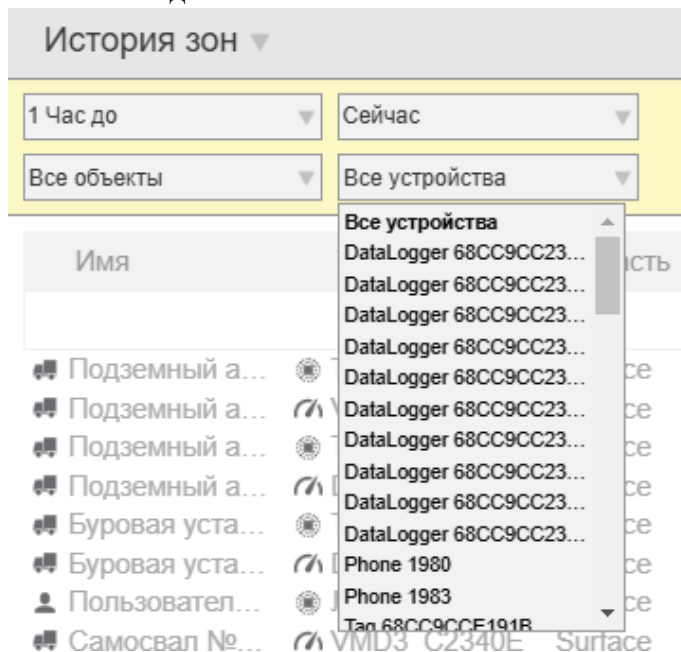 История зон
1 Час до
Сейчас
Все объекты
Все устройства
Все устройства
DataLogger 68CC9CC23...
DataLogger 68CC9CC23...
DataLogger 68CC9CC23...
DataLogger 68CC9CC23...
DataLogger 68CC9CC23...
DataLogger 68CC9CC23...
DataLogger 68CC9CC23...
DataLogger 68CC9CC23...
DataLogger 68CC9CC23...
DataLogger 68CC9CC23...
Phone 1980
Phone 1983
Tag 68CC9CCE191B
Имя
Подземный а...
Подземный а...
Подземный а...
Подземный а...
Буровая уста...
Буровая уста...
Пользовател...
Самосвал №... VMD3_C2340E Surface